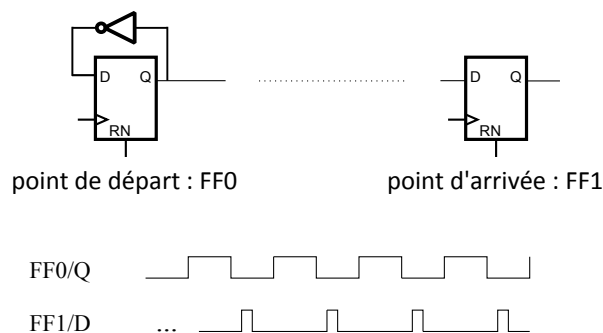 D Q D Q
RN RN
point de départ : FF0 point d'arrivée : FF1
FF0/Q
FF1/D ...